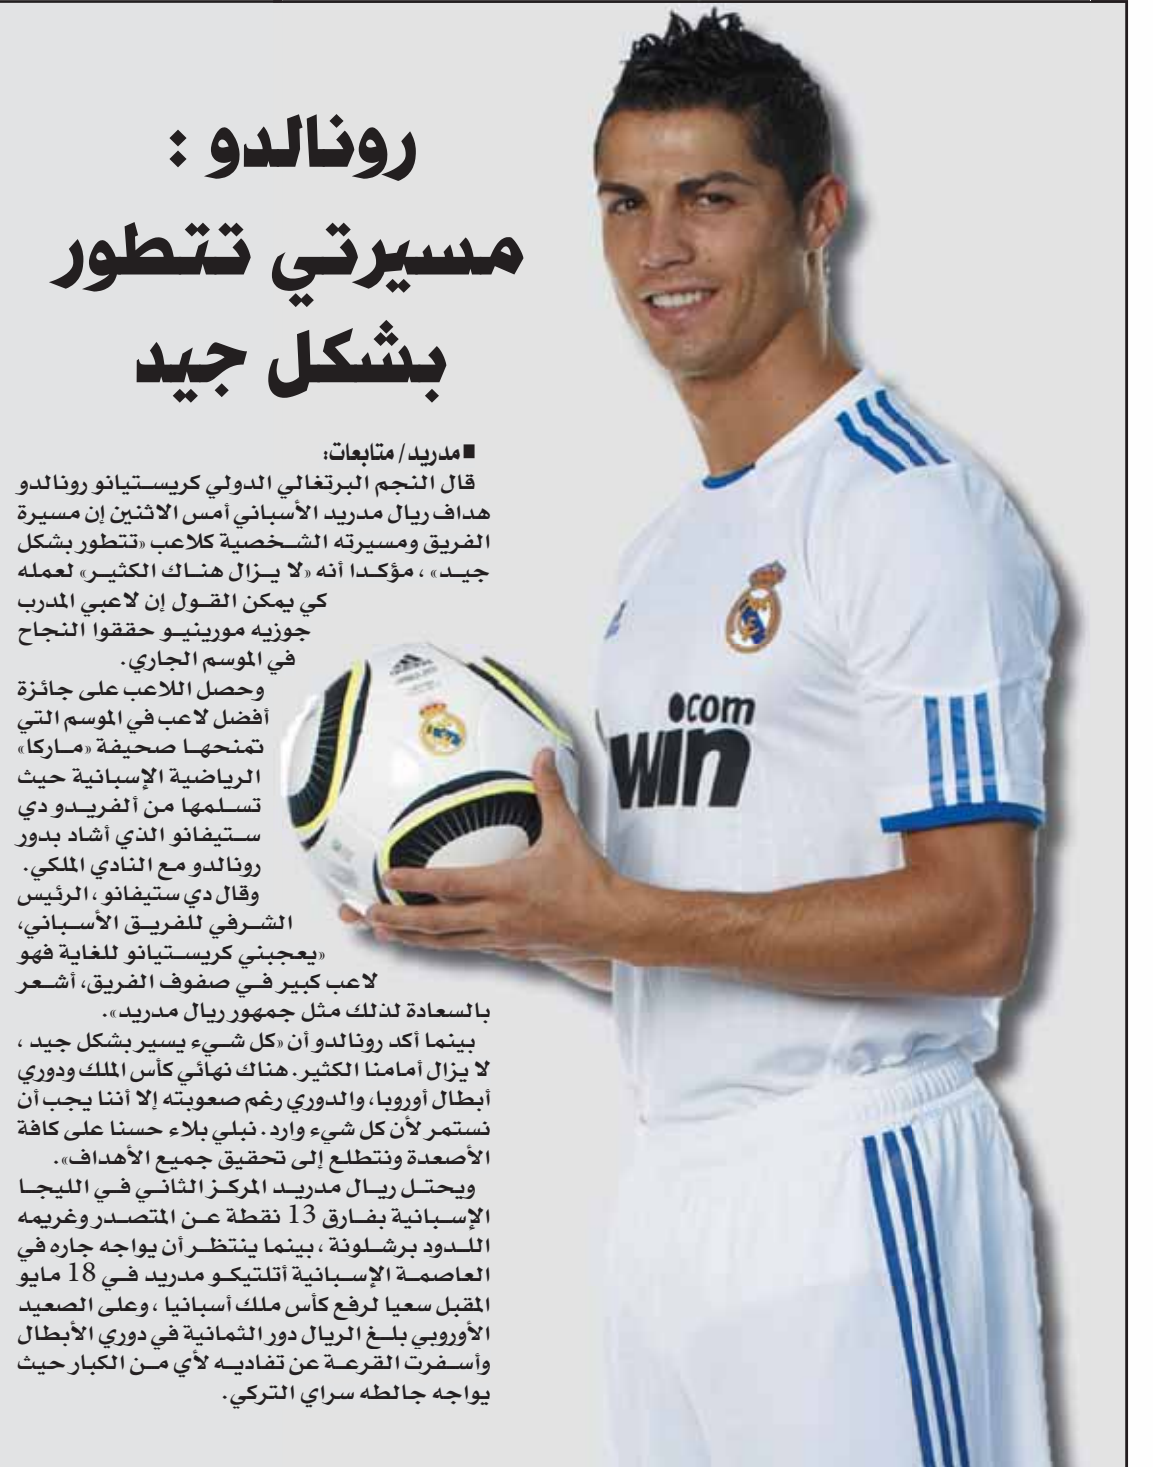 رونالدو :
مسيرتي تتطور
بشكل جيد
■ مدريد/ متابعات:
قال النجم البرتغالي الدولي كريستيانو رونالدو
هداف ريال مدريد الأسباني أمس الاثنين إن مسيرة
الفريق ومسيرته الشخصية كلاعب «تتطور بشكل
جيد» ، مؤكدا أنه «لا يزال هناك الكثير» لعمله
كي يمكن القول إن لاعبي المدرب
جوزيه مورينيو حققوا النجاح
في الموسم الجاري.
وحصل اللاعب على جائزة
أفضل لاعب في الموسم التي
تمنحها صحيفة «ماركا»
الرياضية الإسبانية حيث
تسلمها من ألفريدو دي
ستيفانو الذي أشاد بدور
رونالدو مع النادي الملكي.
وقال دي ستيفانو ، الرئيس
الشرفي للفريق الأسباني،
«يعجبني كريستيانو للغاية فهو
لاعب كبير في صفوف الفريق، أشعر
بالسعادة لذلك مثل جمهور ريال مدريد».
بينما أكد رونالدو أن «كل شيء يسير بشكل جيد ،
لا يزال أمامنا الكثير. هناك نهائي كأس الملك ودوري
أبطال أوروبا، والدوري رغم صعوبته إلا أننا يجب أن
نستمر لأن كل شيء وارد. نبلي بلاء حسنا على كافة
الأصعدة ونتطلع إلى تحقيق جميع الأهداف».
ويحتل ريال مدريد المركز الثاني في الليجا
الإسبانية بفارق 13 نقطة عن المتصدر وغريمه
اللدود برشلونة ، بينما ينتظر أن يواجه جاره في
العاصمة الإسبانية أتلتيكو مدريد في 18 مايو
المقبل سعيا لرفع كأس ملك أسبانيا ، وعلى الصعيد
الأوروبي بلغ الريال دور الثمانية في دوري الأبطال
وأسفرت القرعة عن تفاديه لأي من الكبار حيث
يواجه جالطه سراي التركي.
com
win